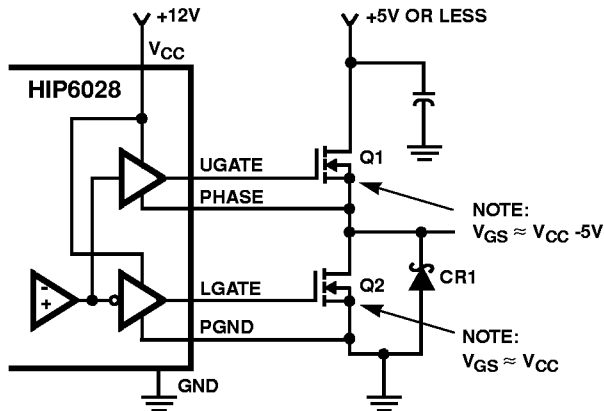 +12V
+5V OR LESS
VCC
HIP6028
UGATE
Q1
PHASE
NOTE:
VGS ≈ VCC -5V
- +
LGATE
Q2
CR1
PGND
NOTE:
VGS ≈ VCC
GND